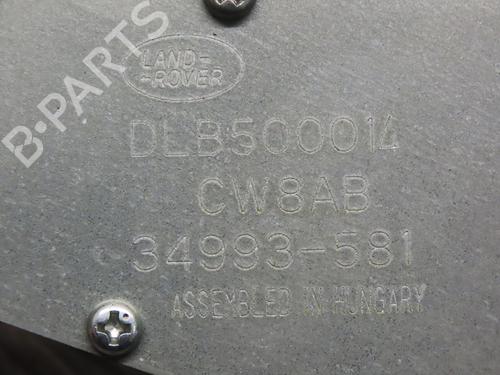 LAND-
-ROVER
B-PARTS
DLB500014
CW8AB
34993-581
ASSEMBLED IN HUNGARY